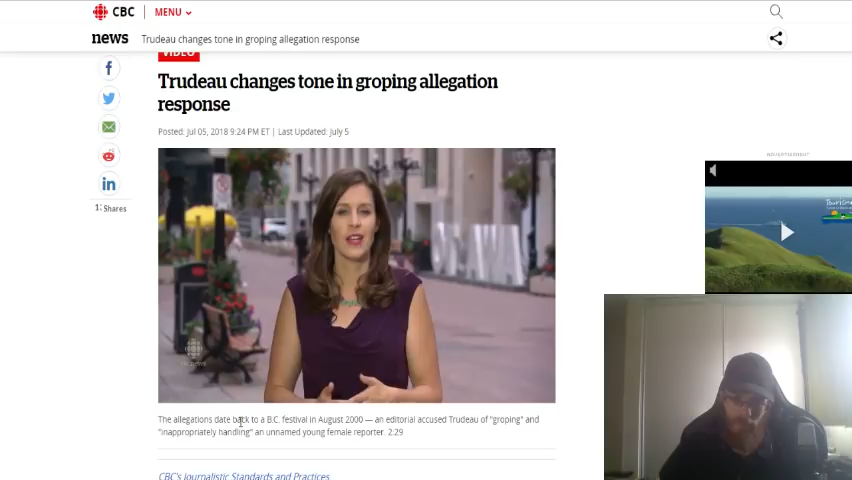 CBC
MENU
news
Trudeau changes tone in groping allegation response
VIDEO
Trudeau changes tone in groping allegation
response
Posted: Jul 05, 2018 9:24 PM ET | Last Updated: July 5
Shares
ADVERTISEMENT
The allegations date back to a B.C. festival in August 2000 — an editorial accused Trudeau of "groping" and
"inappropriately handling" an unnamed young female reporter. 2:29
CBC's Journalistic Standards and Practices